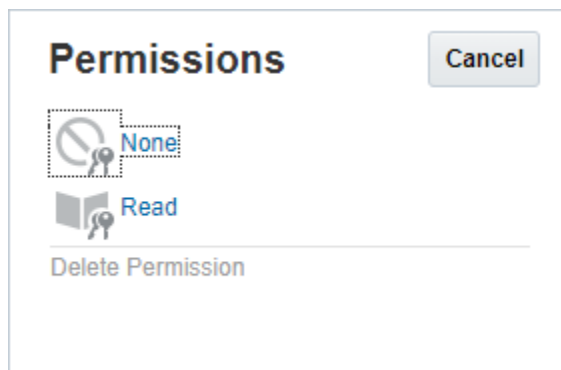 Permissions
Cancel
None
Read
Delete Permission